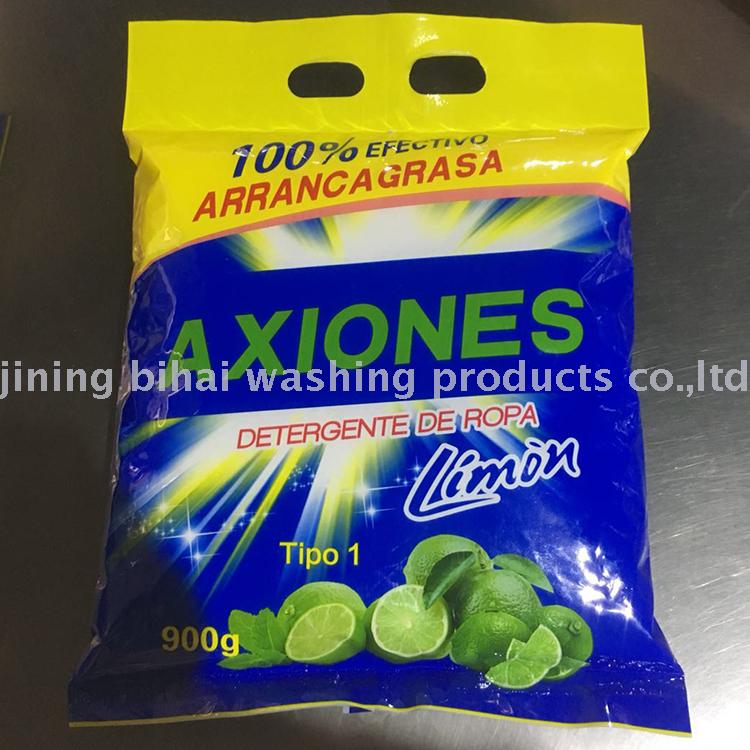 100% EFECTIVO
ARRANCAGRASA
AXIONES
jining bihai washing products co.,ltd
DETERGENTE DE ROPA
Limòn
Tipo 1
900g